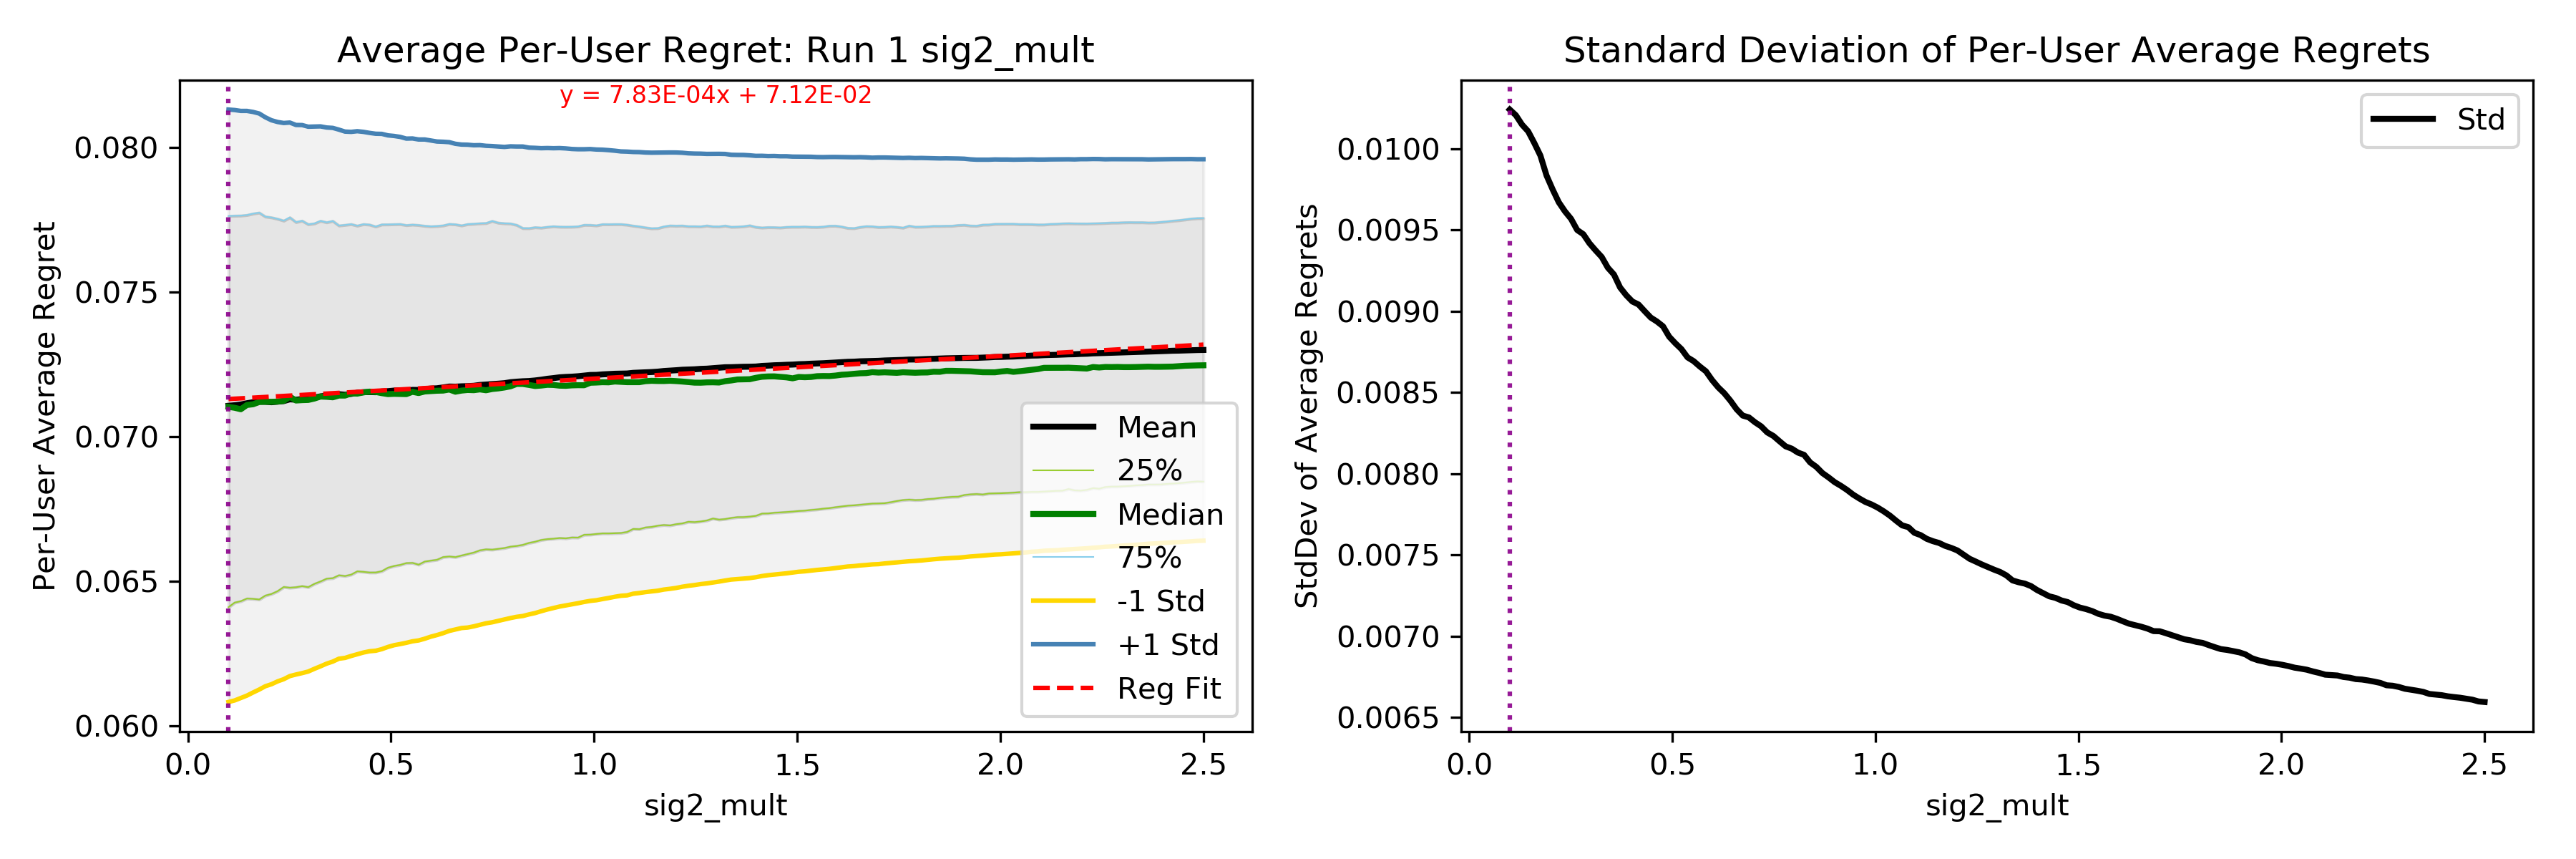 Average Per-User Regret: Run 1 sig2_mult
y = 7.83E-04x + 7.12E-02
Per-User Average Regret
0.080
0.075
0.070
0.065
0.060
Mean
25%
Median
75%
-1 Std
+1 Std
Reg Fit
0.0 0.5 1.0 1.5 2.0 2.5
sig2_mult
Standard Deviation of Per-User Average Regrets
Std
StdDev of Average Regrets
0.0100
0.0095
0.0090
0.0085
0.0080
0.0075
0.0070
0.0065
0.0 0.5 1.0 1.5 2.0 2.5
sig2_mult